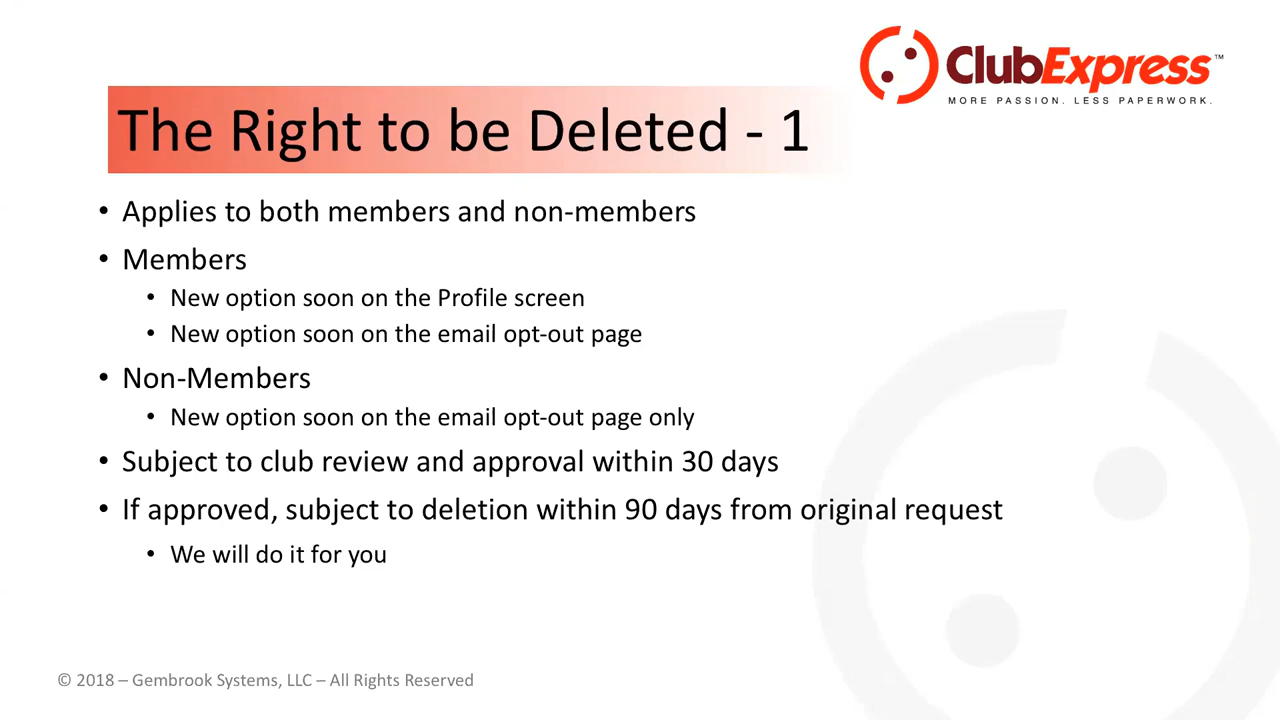 ClubExpress™
MORE PASSION. LESS PAPERWORK.
The Right to be Deleted - 1
• Applies to both members and non-members
• Members
• New option soon on the Profile screen
• New option soon on the email opt-out page
• Non-Members
• New option soon on the email opt-out page only
• Subject to club review and approval within 30 days
• If approved, subject to deletion within 90 days from original request
• We will do it for you
© 2018 – Gembrook Systems, LLC – All Rights Reserved